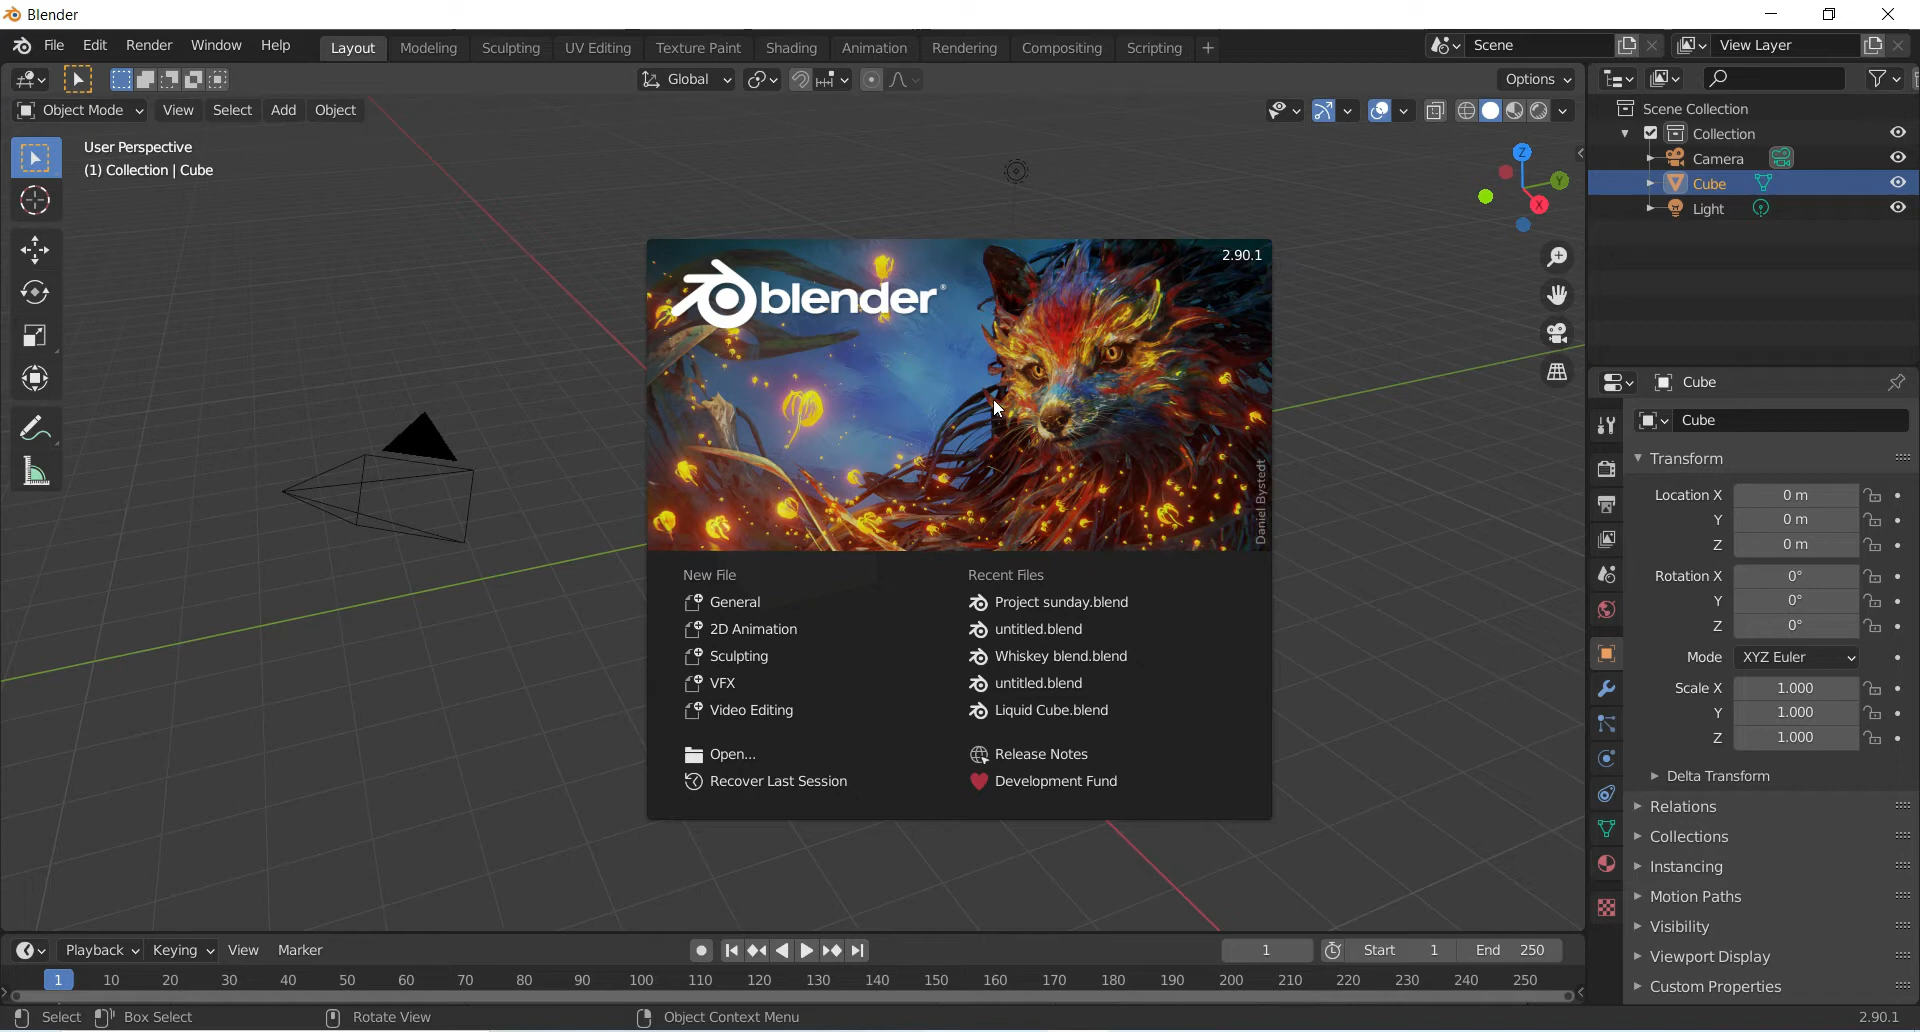 Blender
File Edit Render Window Help Layout Modeling Sculpting UV Editing Texture Paint Shading Animation Rendering Compositing Scripting + Scene View Layer
Global Options
Object Mode View Select Add Object
User Perspective
(1) Collection | Cube
Z
Y
X
Scene Collection
Collection
Camera
Cube
Light
blender
2.90.1
Daniel Bystedt
New File
General
2D Animation
Sculpting
VFX
Video Editing
Open...
Recover Last Session
Recent Files
Project sunday.blend
untitled.blend
Whiskey blend.blend
untitled.blend
Liquid Cube.blend
Release Notes
Development Fund
Cube
Cube
Transform
Location X 0 m
Y 0 m
Z 0 m
Rotation X 0°
Y 0°
Z 0°
Mode XYZ Euler
Scale X 1.000
Y 1.000
Z 1.000
Delta Transform
Relations
Collections
Instancing
Motion Paths
Visibility
Viewport Display
Custom Properties
Playback Keying View Marker 1 Start 1 End 250
1 10 20 30 40 50 60 70 80 90 100 110 120 130 140 150 160 170 180 190 200 210 220 230 240 250
Select Box Select Rotate View Object Context Menu 2.90.1